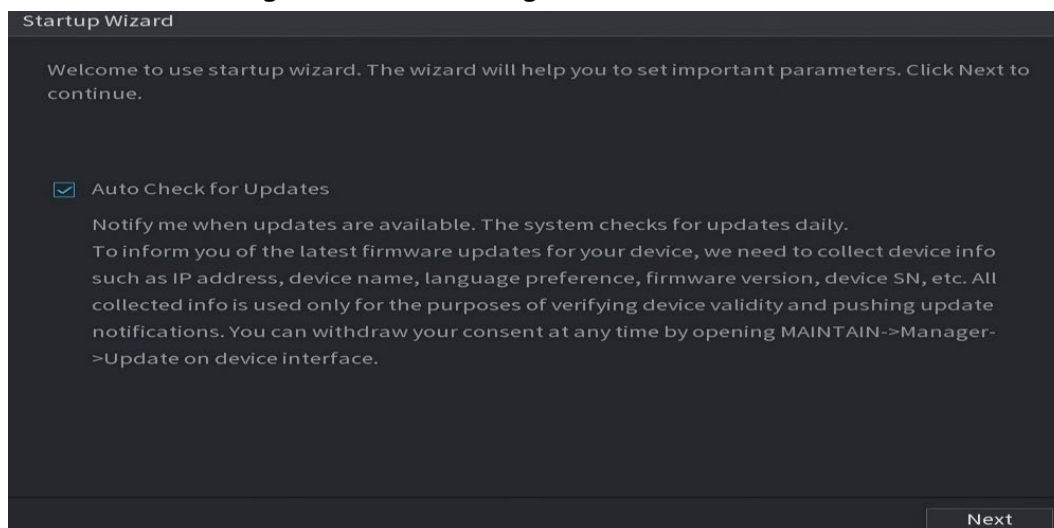 Startup Wizard
Welcome to use startup wizard. The wizard will help you to set important parameters. Click Next to
continue.
Auto Check for Updates
Notify me when updates are available. The system checks for updates daily.
To inform you of the latest firmware updates for your device, we need to collect device info
such as IP address, device name, language preference, firmware version, device SN, etc. All
collected info is used only for the purposes of verifying device validity and pushing update
notifications. You can withdraw your consent at any time by opening MAINTAIN->Manager-
>Update on device interface.
Next